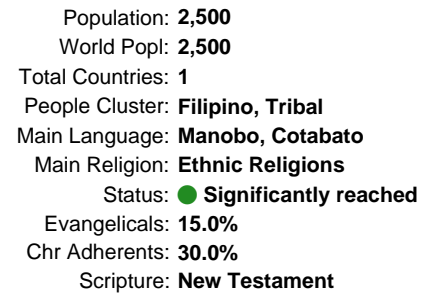 Population: 2,500
World Popl: 2,500
Total Countries: 1
People Cluster: Filipino, Tribal
Main Language: Manobo, Cotabato
Main Religion: Ethnic Religions
Status: Significantly reached
Evangelicals: 15.0%
Chr Adherents: 30.0%
Scripture: New Testament